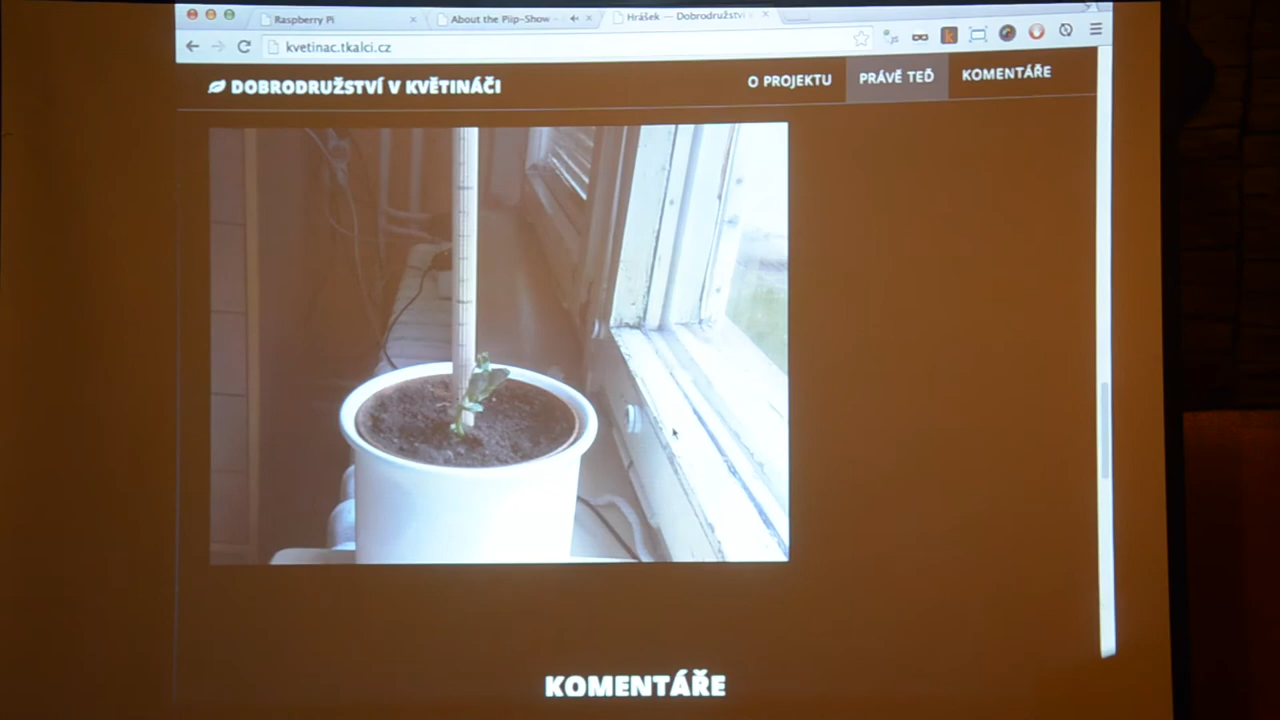 Raspberry Pi
About the Piip-Show
Hrášek — Dobrodružství
kvetinac.tkalci.cz
DOBRODRUŽSTVÍ V KVĚTINÁČI
O PROJEKTU
PRÁVĚ TEĎ
KOMENTÁŘE
KOMENTÁŘE